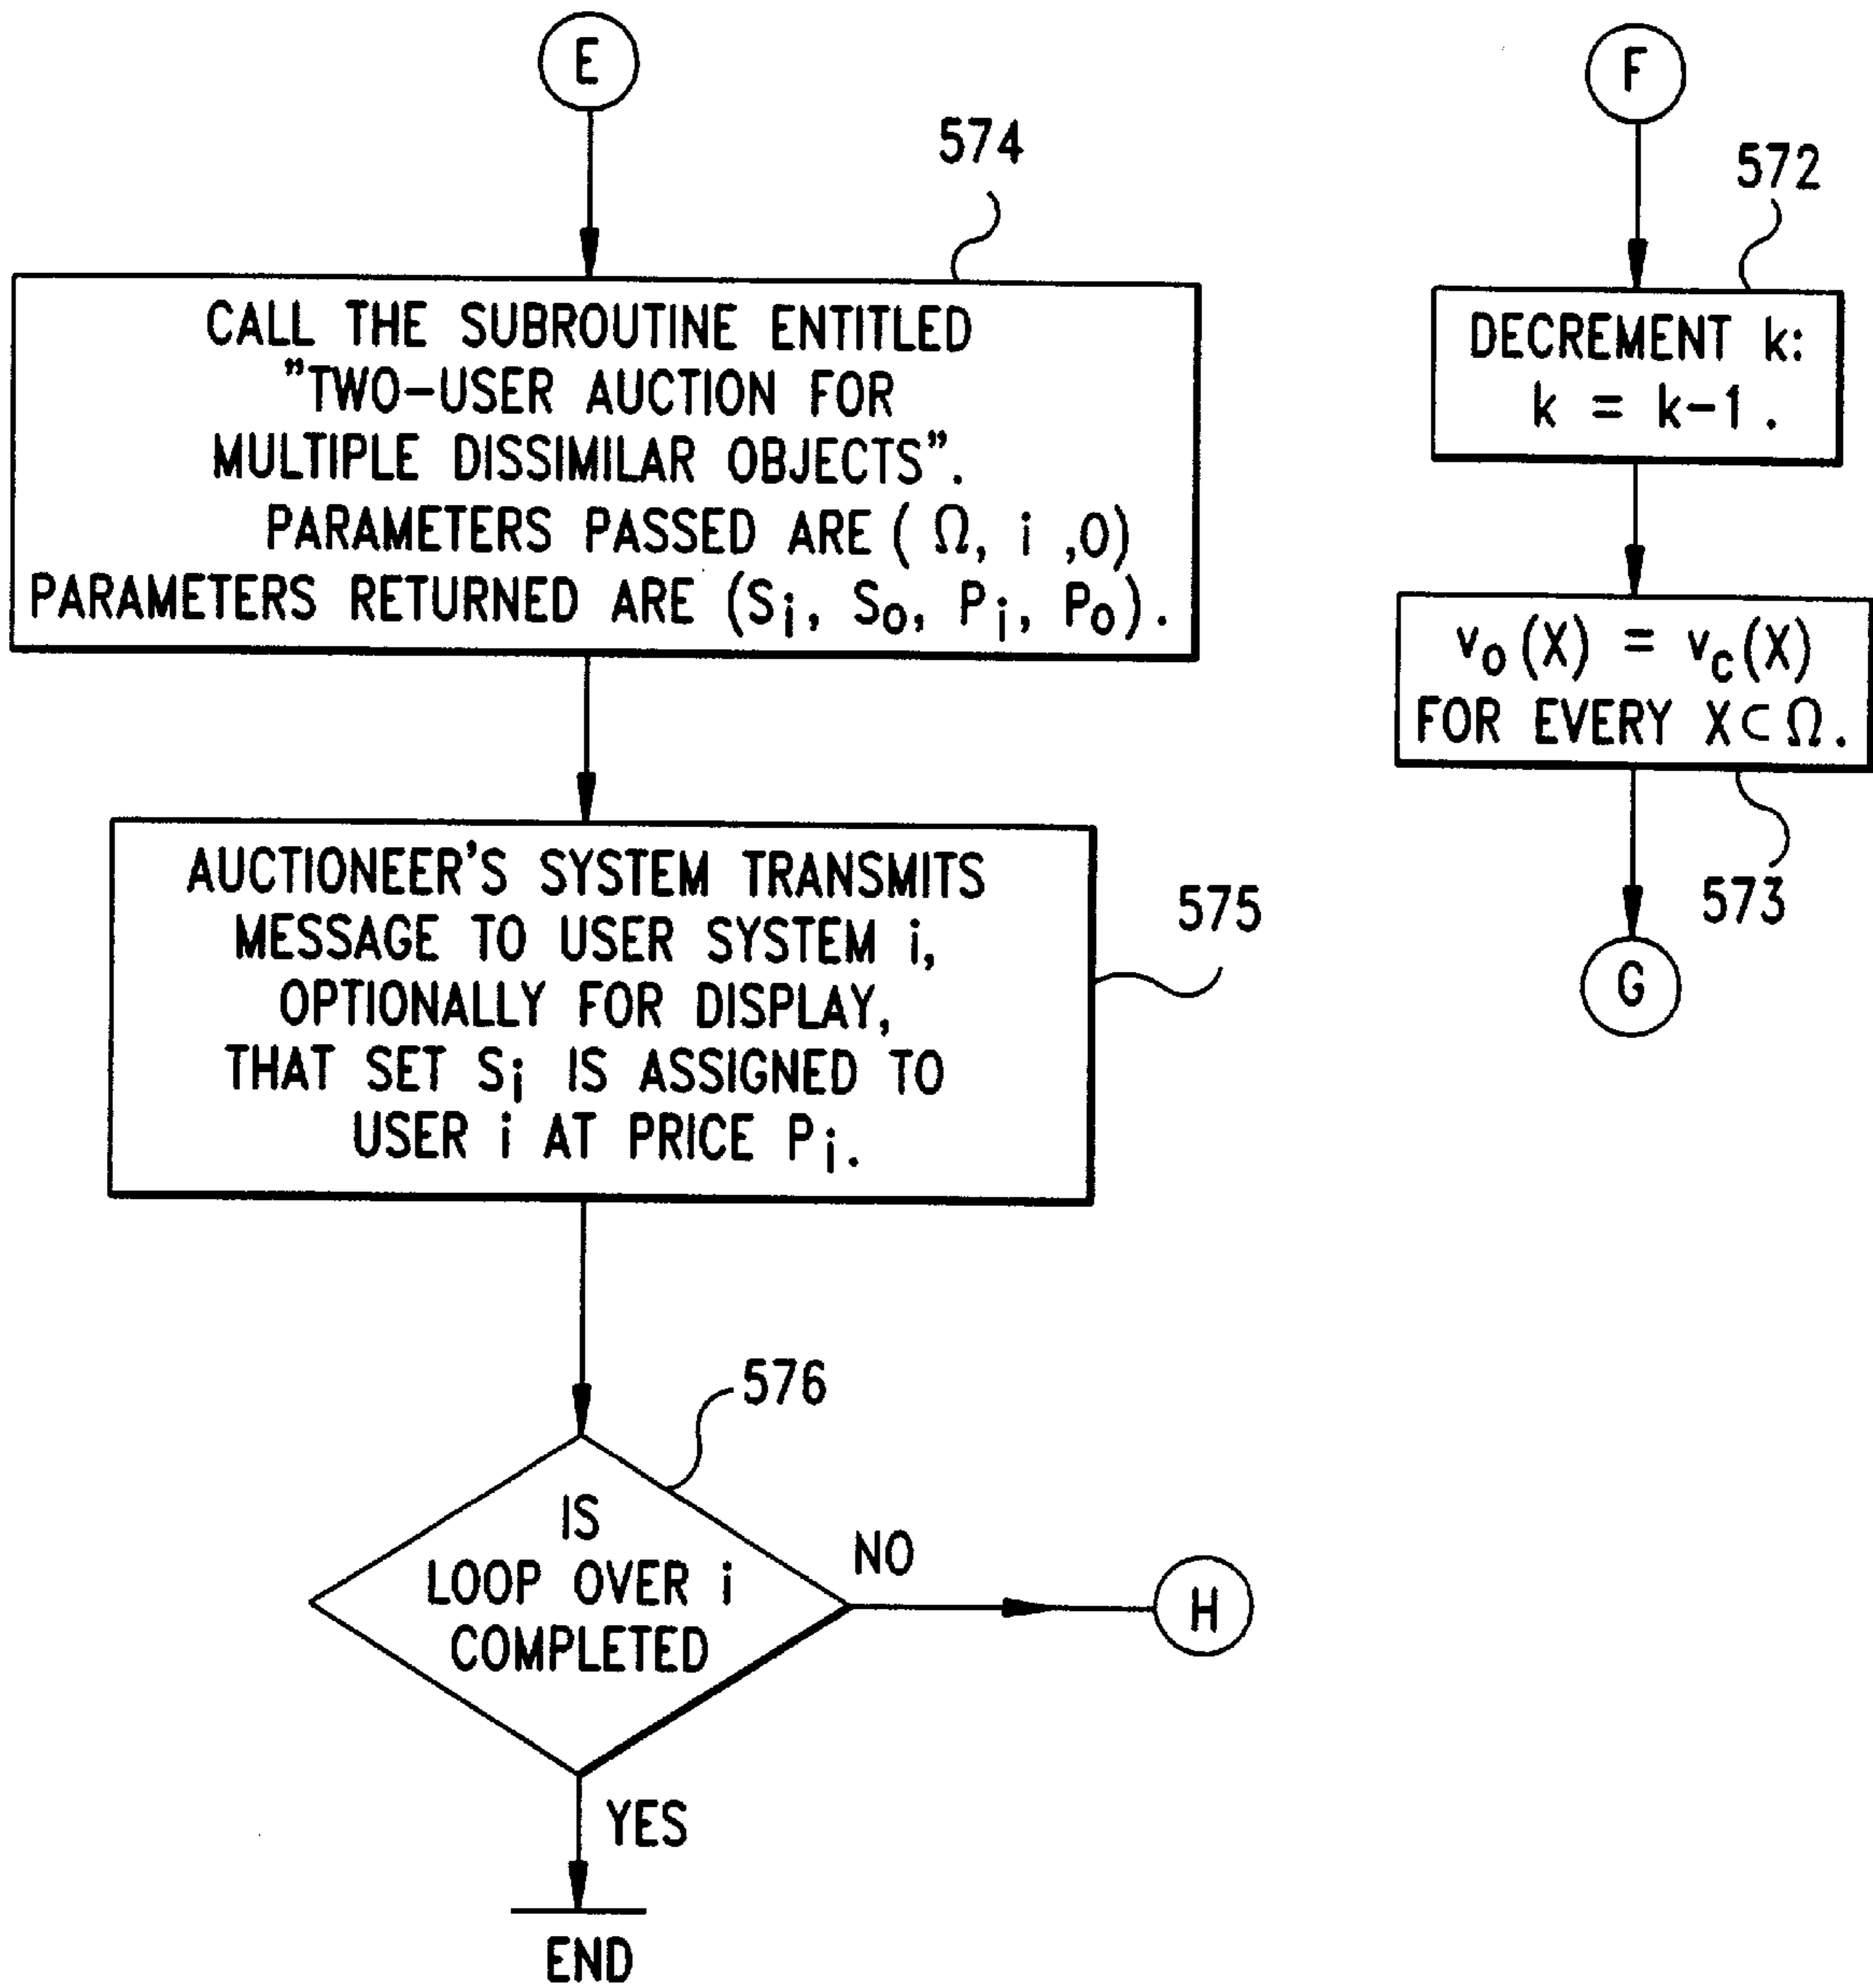 E
574
CALL THE SUBROUTINE ENTITLED
"TWO-USER AUCTION FOR
MULTIPLE DISSIMILAR OBJECTS".
PARAMETERS PASSED ARE ( Ω, i ,0)
PARAMETERS RETURNED ARE (Si, So, Pi, Po).
AUCTIONEER'S SYSTEM TRANSMITS
MESSAGE TO USER SYSTEM i,
OPTIONALLY FOR DISPLAY,
THAT SET Si IS ASSIGNED TO
USER i AT PRICE Pi.
575
576
IS
LOOP OVER i
COMPLETED
NO
H
YES
END
F
572
DECREMENT k:
k = k-1 .
vo(X) = vc(X)
FOR EVERY X⊂Ω.
573
G